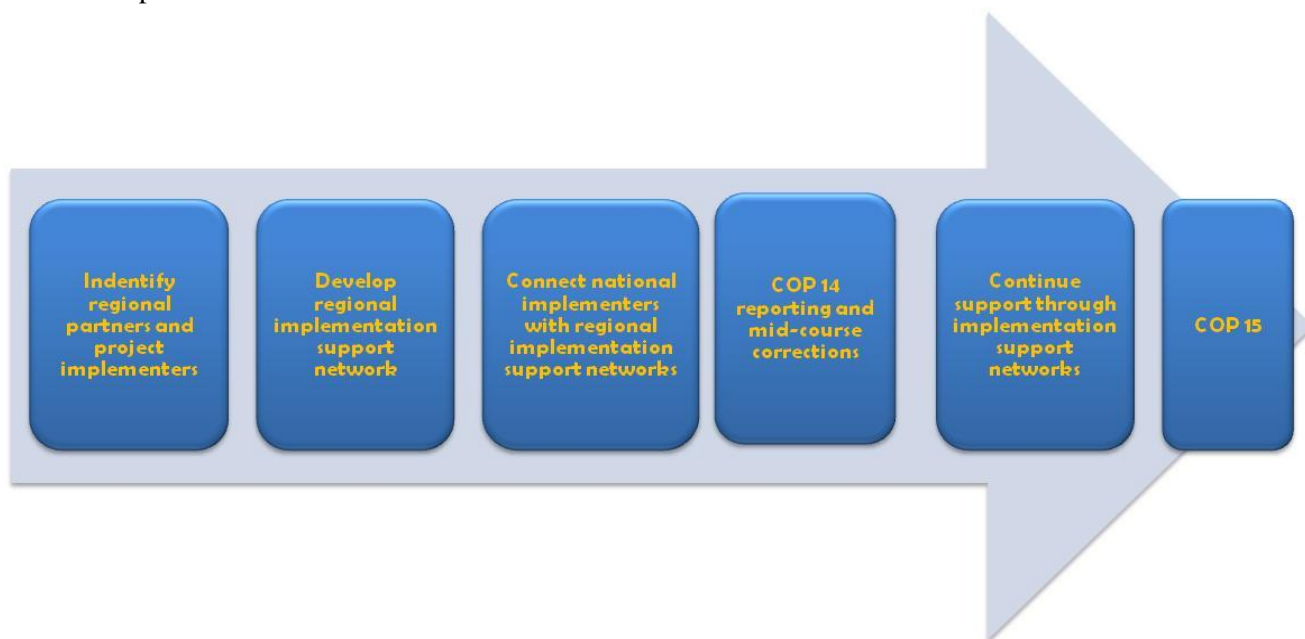 Indentify
regional
partners and
project
implementers
Develop
regional
implementation
support
network
Connect national
implementers
with regional
implementation
support networks
COP 14
reporting and
mid-course
corrections
Continue
support through
implementation
support
networks
COP 15